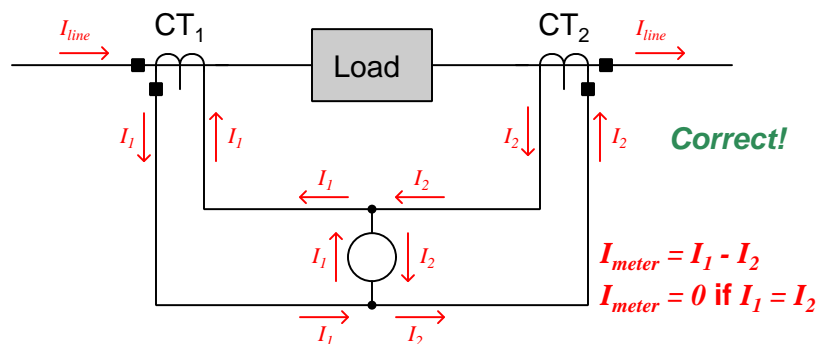 I_line CT_1 CT_2 I_line
Load
I_1 I_1 I_2 I_2 Correct!
I_1 I_2
I_1 I_2 I_meter = I_1 - I_2
I_meter = 0 if I_1 = I_2
I_1 I_2